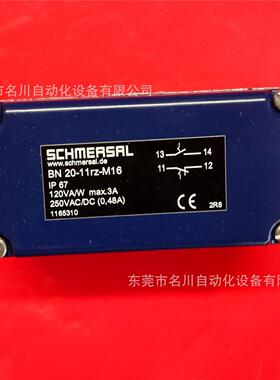 东莞市名川自动化设备有限公司
SCHMERSAL
www.schmersal.de
BN 20-11rz-M16
IP 67
120VA/W max.3A
250VAC/DC (0,48A)
1165310
13 14
11 12
CE 2R8
东莞市名川自动化设备有限公司